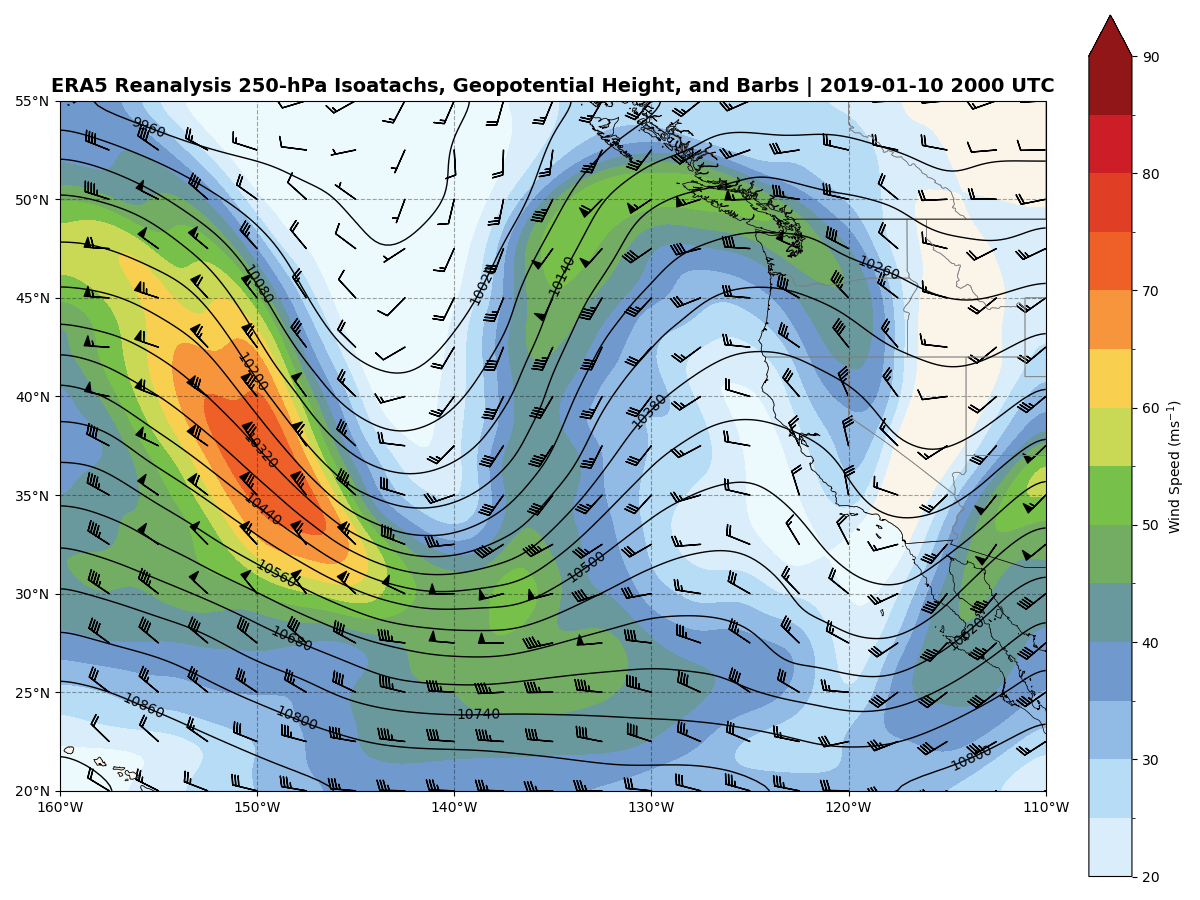 ERA5 Reanalysis 250-hPa Isoatachs, Geopotential Height, and Barbs | 2019-01-10 2000 UTC
90
55°N
9960
80
50°N
10260
10080
10020
10140
70
45°N
10200
10380
60
40°N
10320
Wind Speed (ms⁻¹)
35°N
10440
50
10560
10500
30°N
10680
10620
40
25°N
10860
10800
10740
10800
30
20°N
160°W
150°W
140°W
130°W
120°W
110°W
20